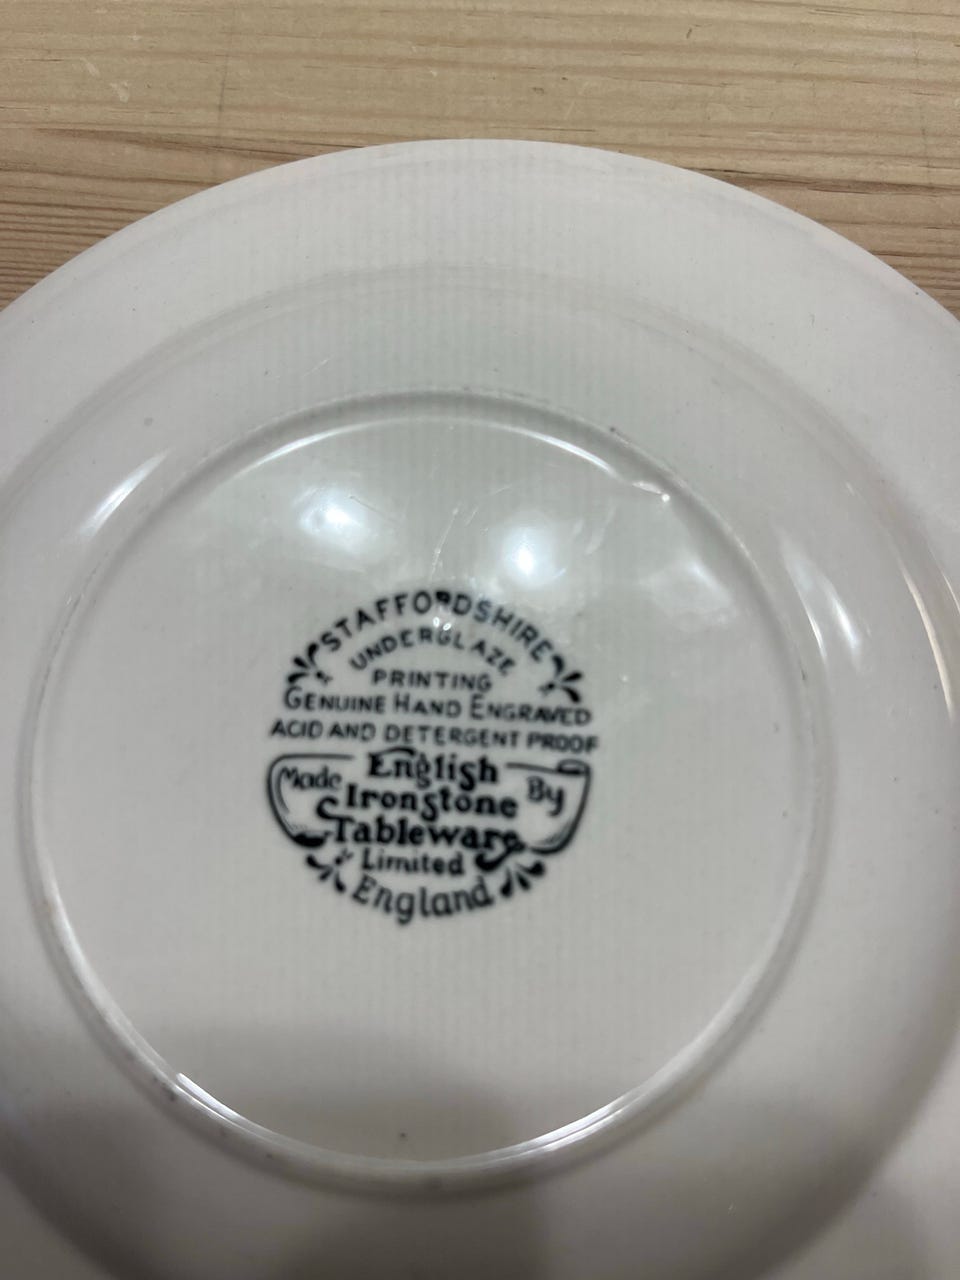 STAFFORDSHIRE
UNDERGLAZE
PRINTING
GENUINE HAND ENGRAVED
ACID AND DETERGENT PROOF
Made English By
Ironstone
Tableware
Limited
England